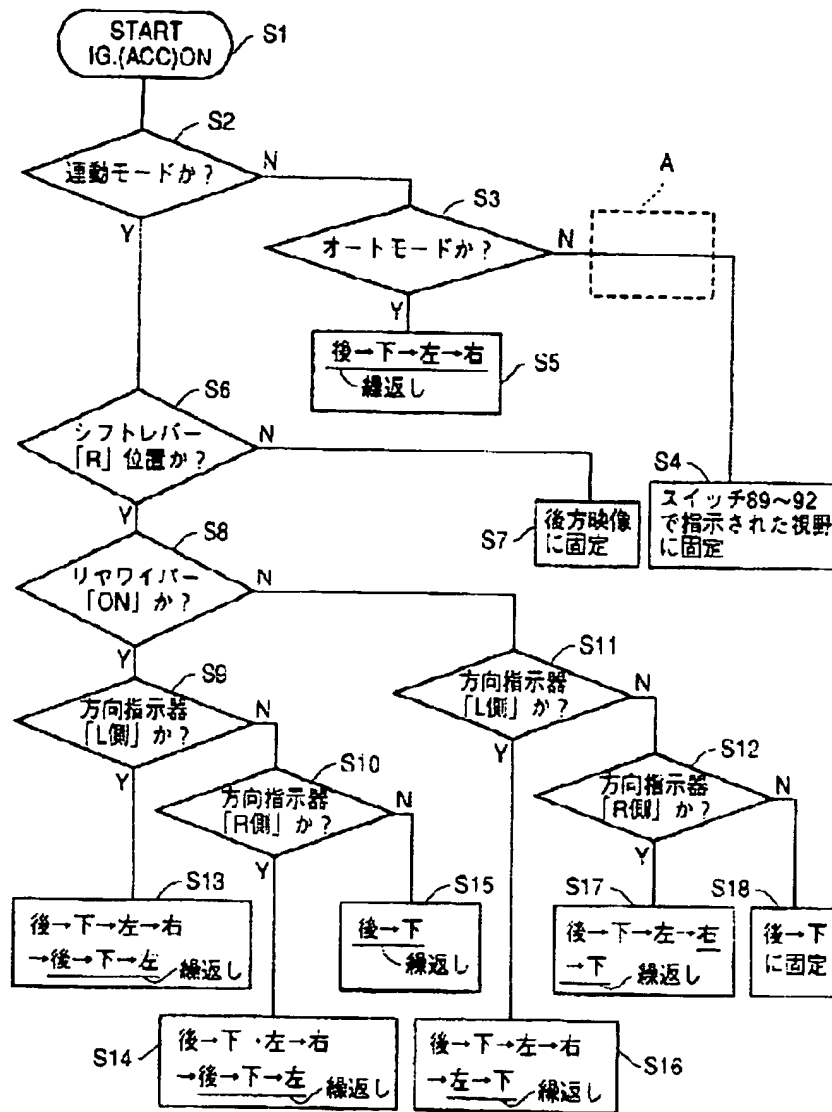 START
IG.(ACC)ON
S1
S2
連動モードか？
N
Y
A
S3
オートモードか？
N
Y
後→下→左→右
繰返し
S5
S6
シフトレバー
「R」位置か？
N
Y
S4
スイッチ89〜92
で指示された視野
に固定
S7
後方映像
に固定
S8
リヤワイパー
「ON」か？
N
Y
S9
方向指示器
「L側」か？
N
Y
S11
方向指示器
「L側」か？
N
Y
S10
方向指示器
「R側」か？
N
Y
S12
方向指示器
「R側」か？
N
Y
S13
後→下→左→右
→後→下→左
繰返し
S15
後→下
繰返し
S17
後→下→左→右
→下
繰返し
S18
後→下
に固定
S14
後→下→左→右
→後→下→左
繰返し
S16
後→下→左→右
→左→下
繰返し